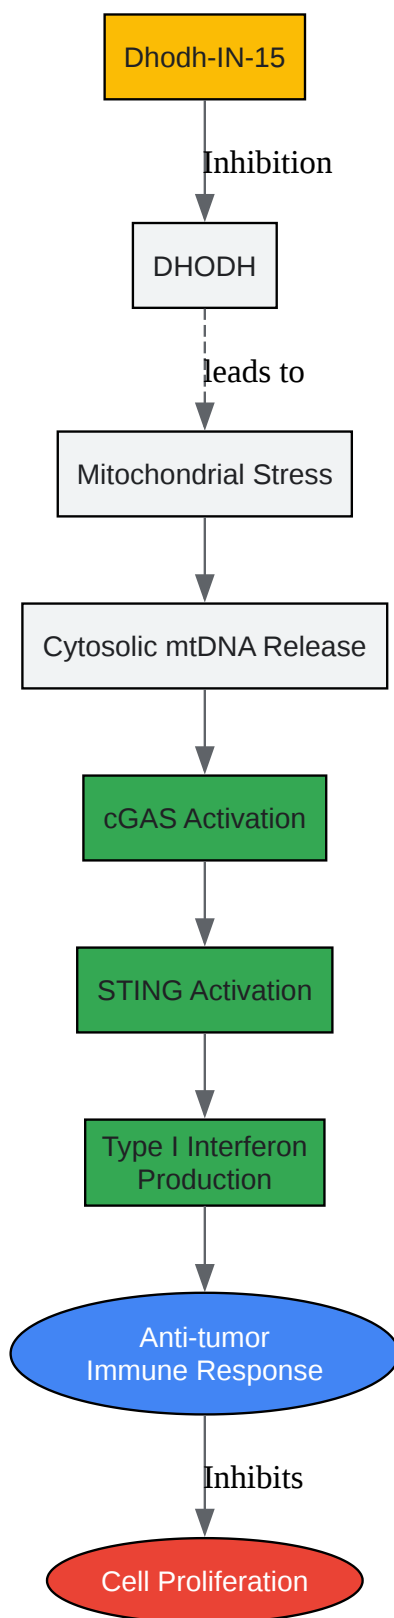 Dhodh-IN-15
Inhibition
DHODH
leads to
Mitochondrial Stress
Cytosolic mtDNA Release
cGAS Activation
STING Activation
Type I Interferon
Production
Anti-tumor
Immune Response
Inhibits
Cell Proliferation